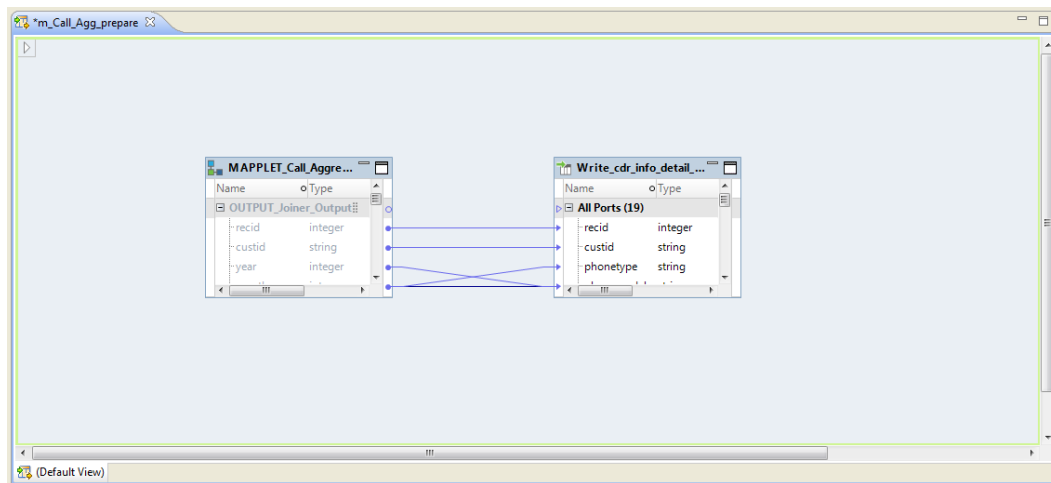 *m_Call_Agg_prepare
MAPPLET_Call_Aggre...
Name Type
OUTPUT_Joiner_Output
recid integer
custid string
year integer
Write_cdr_info_detail_...
Name Type
All Ports (19)
recid integer
custid string
phonetype string
(Default View)